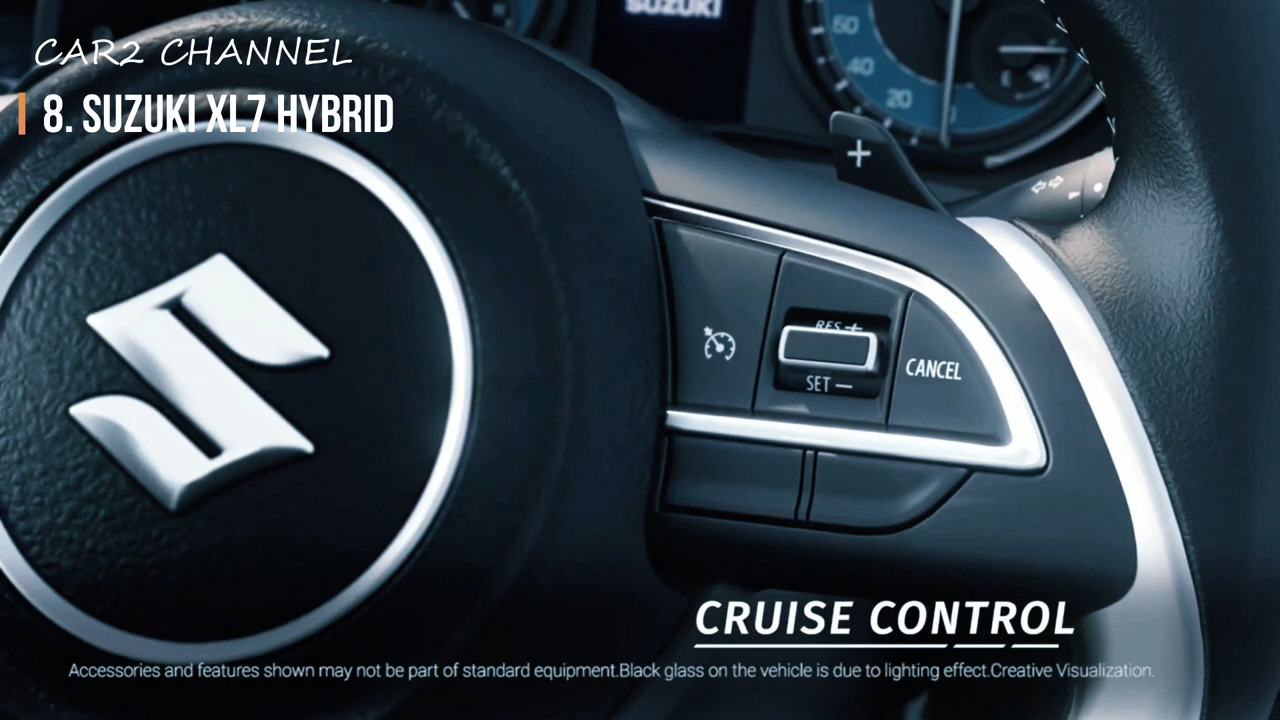 SUZUKI
CAR2 CHANNEL
8. SUZUKI XL7 HYBRID
60
40
20
+
RES +
SET —
CANCEL
CRUISE CONTROL
Accessories and features shown may not be part of standard equipment.Black glass on the vehicle is due to lighting effect.Creative Visualization.